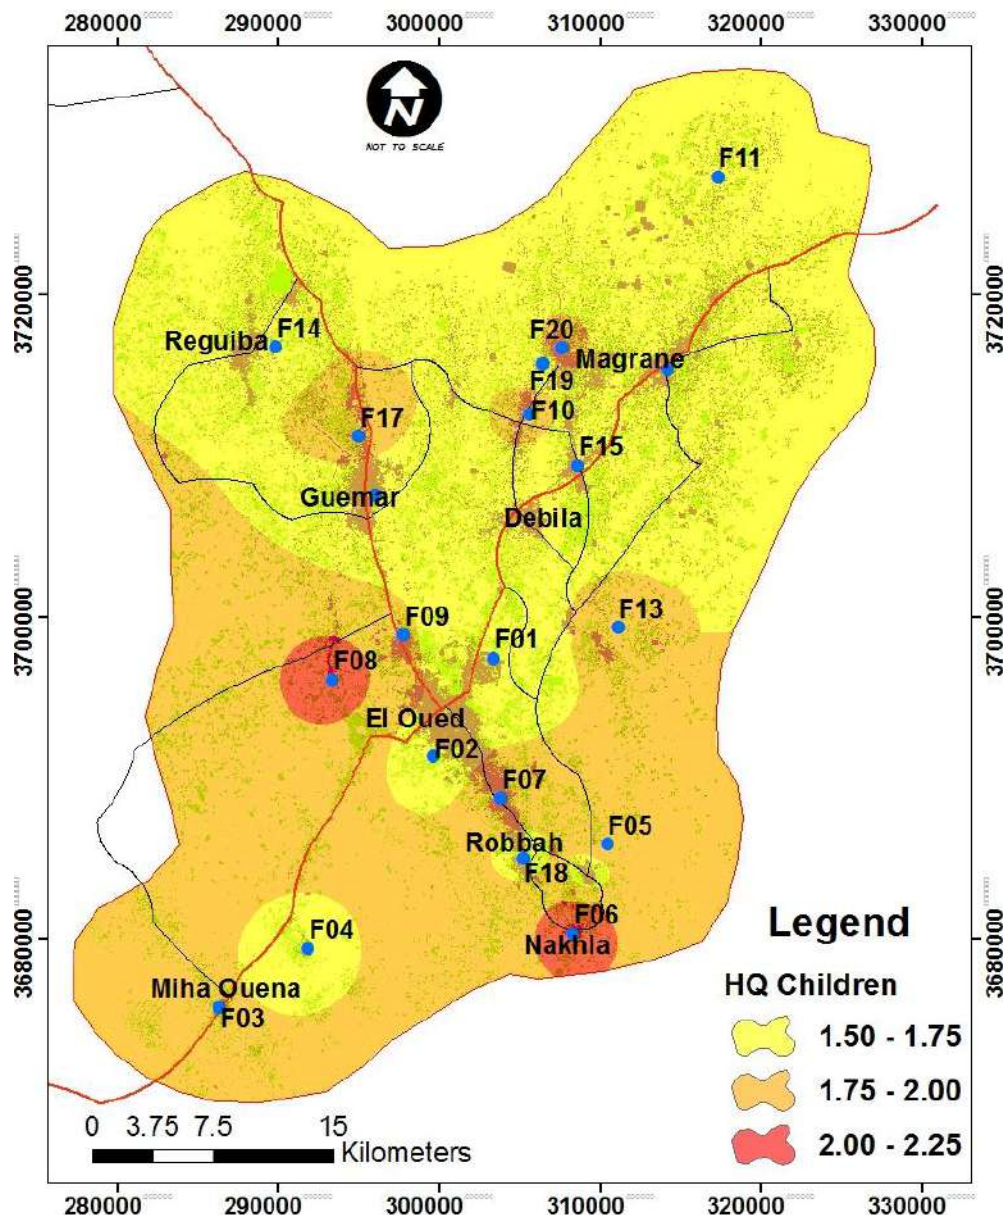 280000 290000 300000 310000 320000 330000
N
NOT TO SCALE
F11
3720000
3720000
F20
Reguiba
F14
Magrane
F19
F10
F17
F15
Guemar
Debila
3700000
3700000
F13
F09
F01
F08
El Oued
F02
F07
F05
Robbah
F18
F06
Nakhla
3680000
3680000
F04
Miha Ouena
F03
Legend
HQ Children
1.50 - 1.75
1.75 - 2.00
2.00 - 2.25
0 3.75 7.5 15
Kilometers
280000 290000 300000 310000 320000 330000